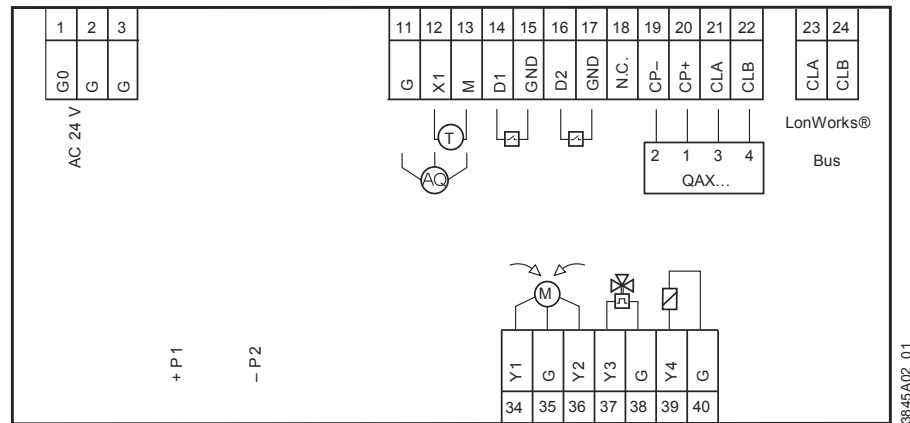 1 2 3 11 12 13 14 15 16 17 18 19 20 21 22 23 24
G0 G G G X1 M D1 GND D2 GND N.C. CP– CP+ CLA CLB CLA CLB
AC 24 V
LonWorks®
Bus
T
AQ
2 1 3 4
QAX…
M
+ P1
– P2
Y1 G Y2 Y3 G Y4 G
34 35 36 37 38 39 40
3845A02_01